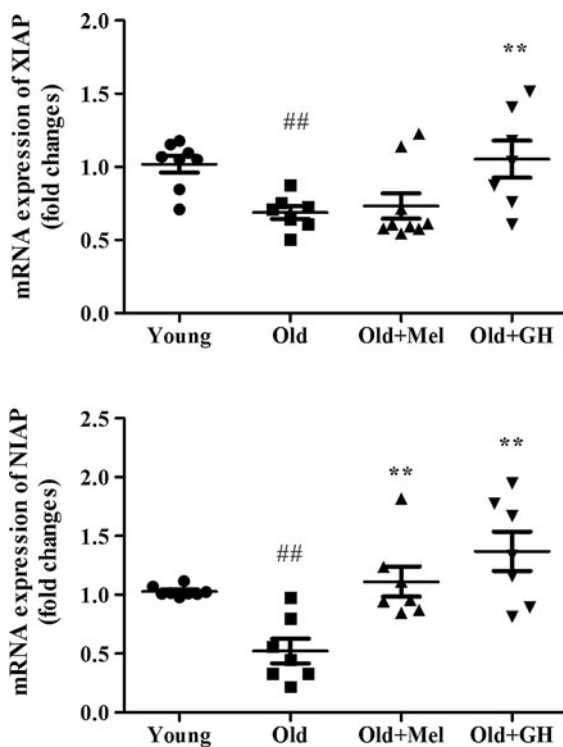 mRNA expression of XIAP
(fold changes)
2.0
1.5
1.0
0.5
0.0
##
**
Young Old Old+Mel Old+GH
mRNA expression of NIAP
(fold changes)
2.5
2.0
1.5
1.0
0.5
0.0
##
**
**
Young Old Old+Mel Old+GH